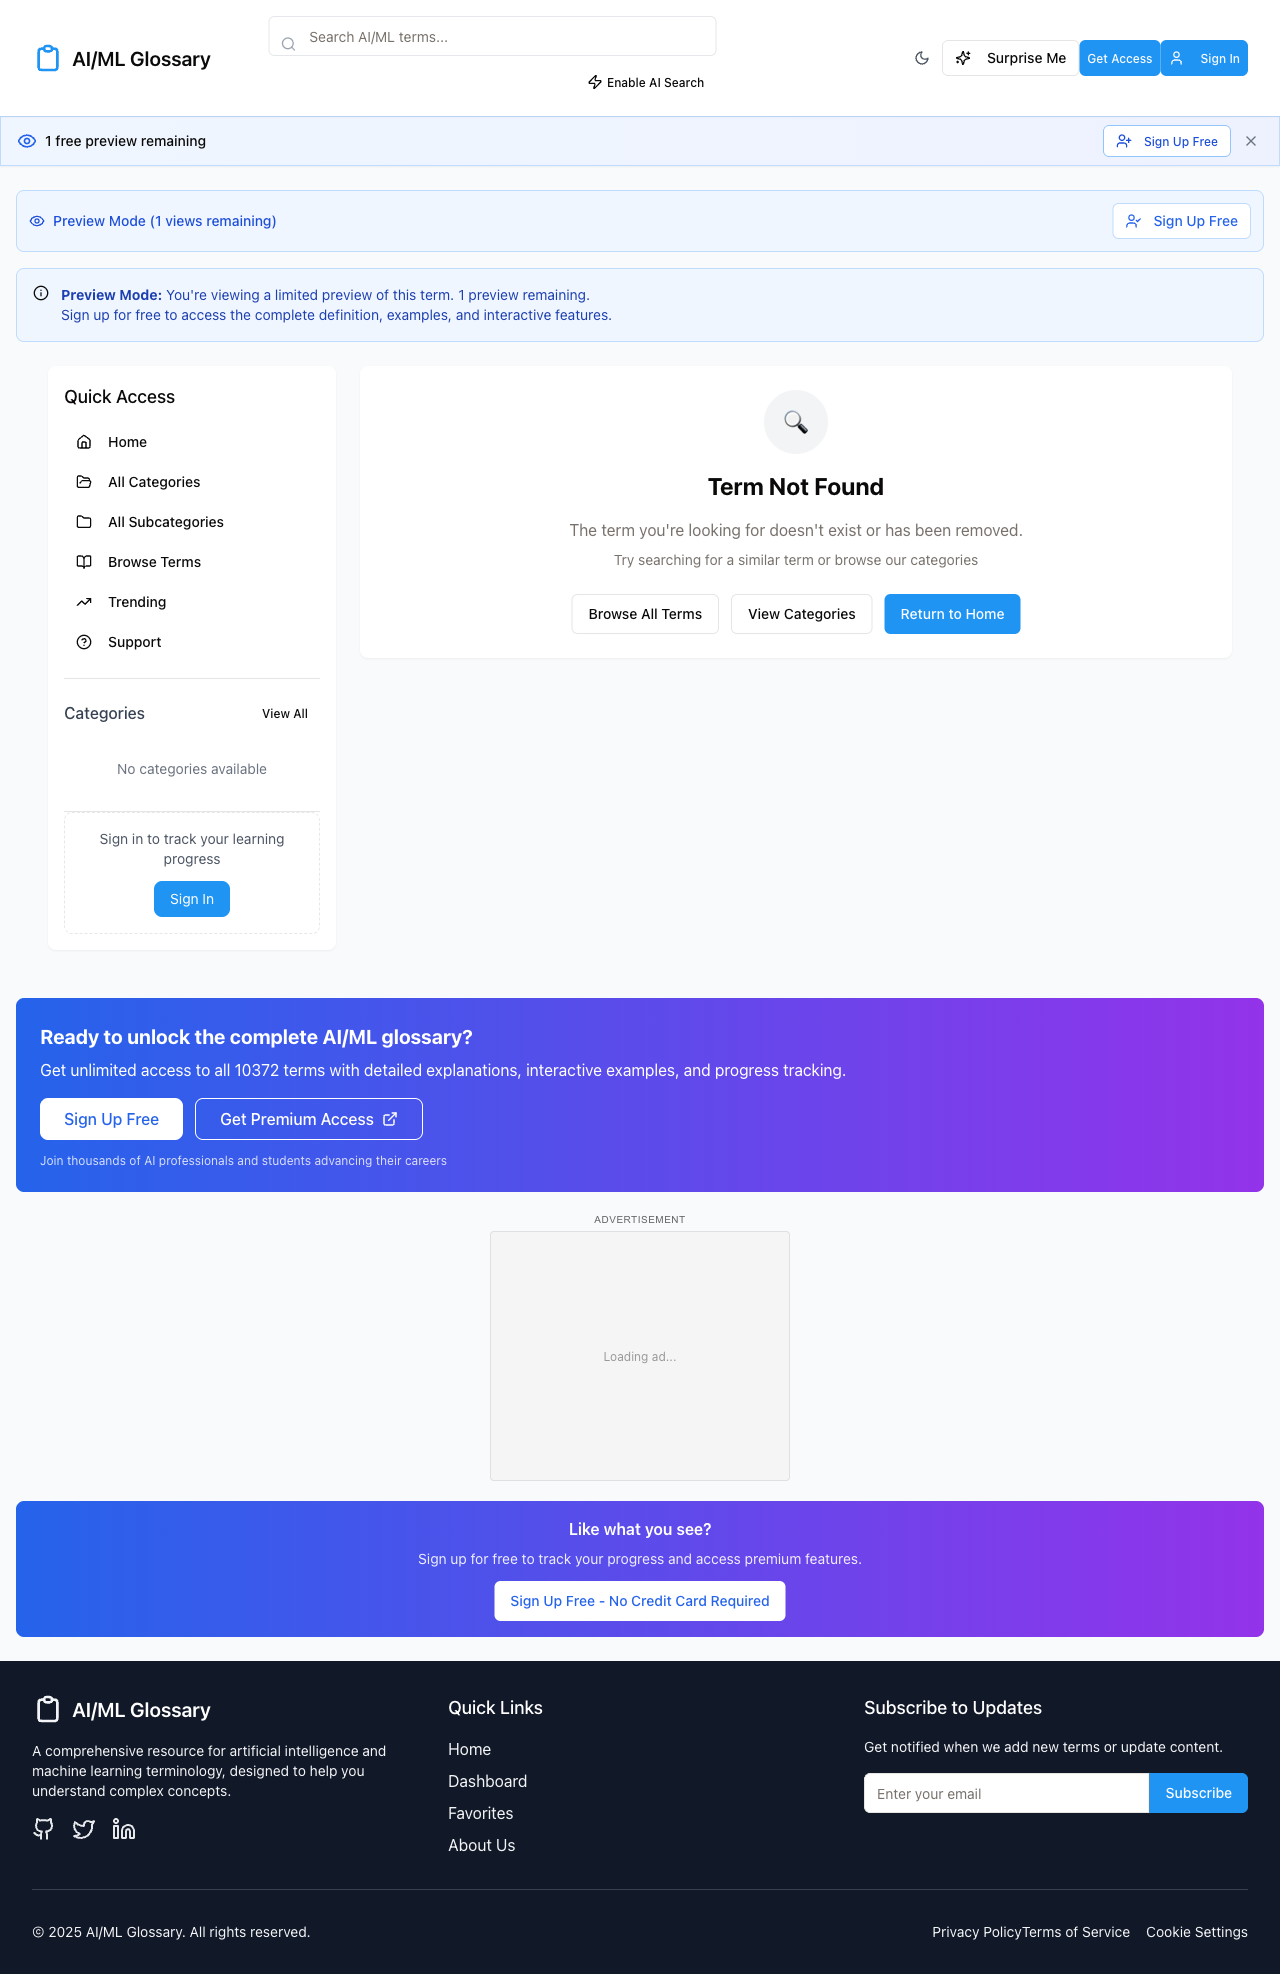 AI/ML Glossary
Search AI/ML terms...
Enable AI Search
Surprise Me
Get Access
Sign In
1 free preview remaining
Sign Up Free
Preview Mode (1 views remaining)
Sign Up Free
Preview Mode: You're viewing a limited preview of this term. 1 preview remaining.
Sign up for free to access the complete definition, examples, and interactive features.
Quick Access
Home
All Categories
All Subcategories
Browse Terms
Trending
Support
Categories
View All
No categories available
Sign in to track your learning
progress
Sign In
Term Not Found
The term you're looking for doesn't exist or has been removed.
Try searching for a similar term or browse our categories
Browse All Terms
View Categories
Return to Home
Ready to unlock the complete AI/ML glossary?
Get unlimited access to all 10372 terms with detailed explanations, interactive examples, and progress tracking.
Sign Up Free
Get Premium Access
Join thousands of AI professionals and students advancing their careers
ADVERTISEMENT
Loading ad...
Like what you see?
Sign up for free to track your progress and access premium features.
Sign Up Free - No Credit Card Required
AI/ML Glossary
A comprehensive resource for artificial intelligence and
machine learning terminology, designed to help you
understand complex concepts.
Quick Links
Home
Dashboard
Favorites
About Us
Subscribe to Updates
Get notified when we add new terms or update content.
Enter your email
Subscribe
© 2025 AI/ML Glossary. All rights reserved.
Privacy PolicyTerms of Service
Cookie Settings